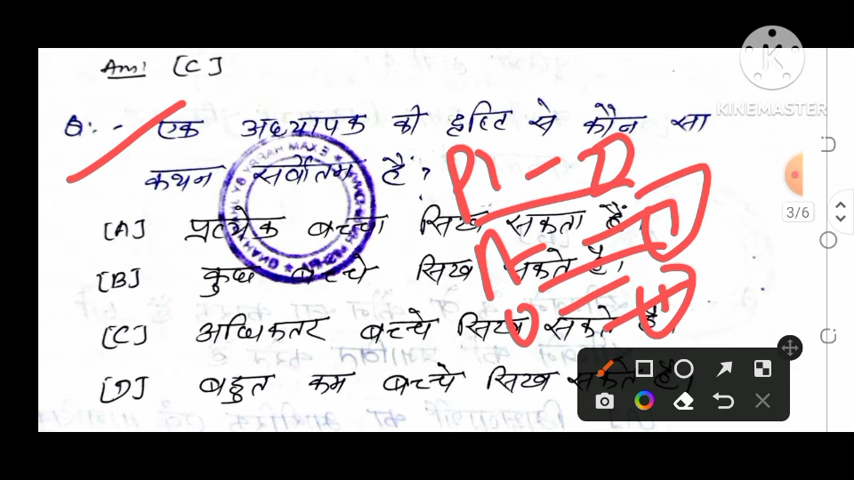 Ans: [C]
KINEMASTER
Q:- एक अध्यापक की दृष्टि से कौन सा
कथन सर्वोतम है?
P1 - D
[A] प्रत्येक बच्चा सिख सकता है।
[B] कुछ बच्चे सिख सकते है।
[C] अधिकतर बच्चे सिख सकते है।
[D] बहुत कम बच्चे सिख सकते है।
3/6